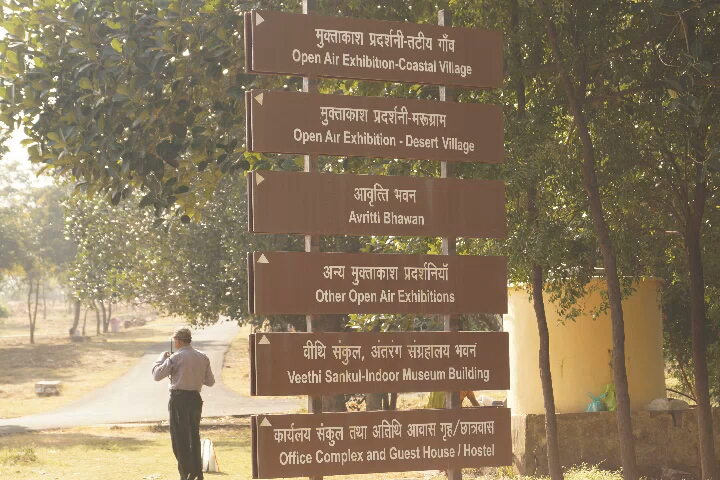 मुक्ताकाश प्रदर्शनी-तटीय गाँव
Open Air Exhibition-Coastal Village
मुक्ताकाश प्रदर्शनी-मरूग्राम
Open Air Exhibition - Desert Village
आवृत्ति भवन
Avritti Bhawan
अन्य मुक्ताकाश प्रदर्शनियाँ
Other Open Air Exhibitions
वीथि संकुल, अंतरंग संग्रहालय भवन
Veethi Sankul-Indoor Museum Building
कार्यालय संकुल तथा अतिथि आवास गृह/छात्रवास
Office Complex and Guest House / Hostel